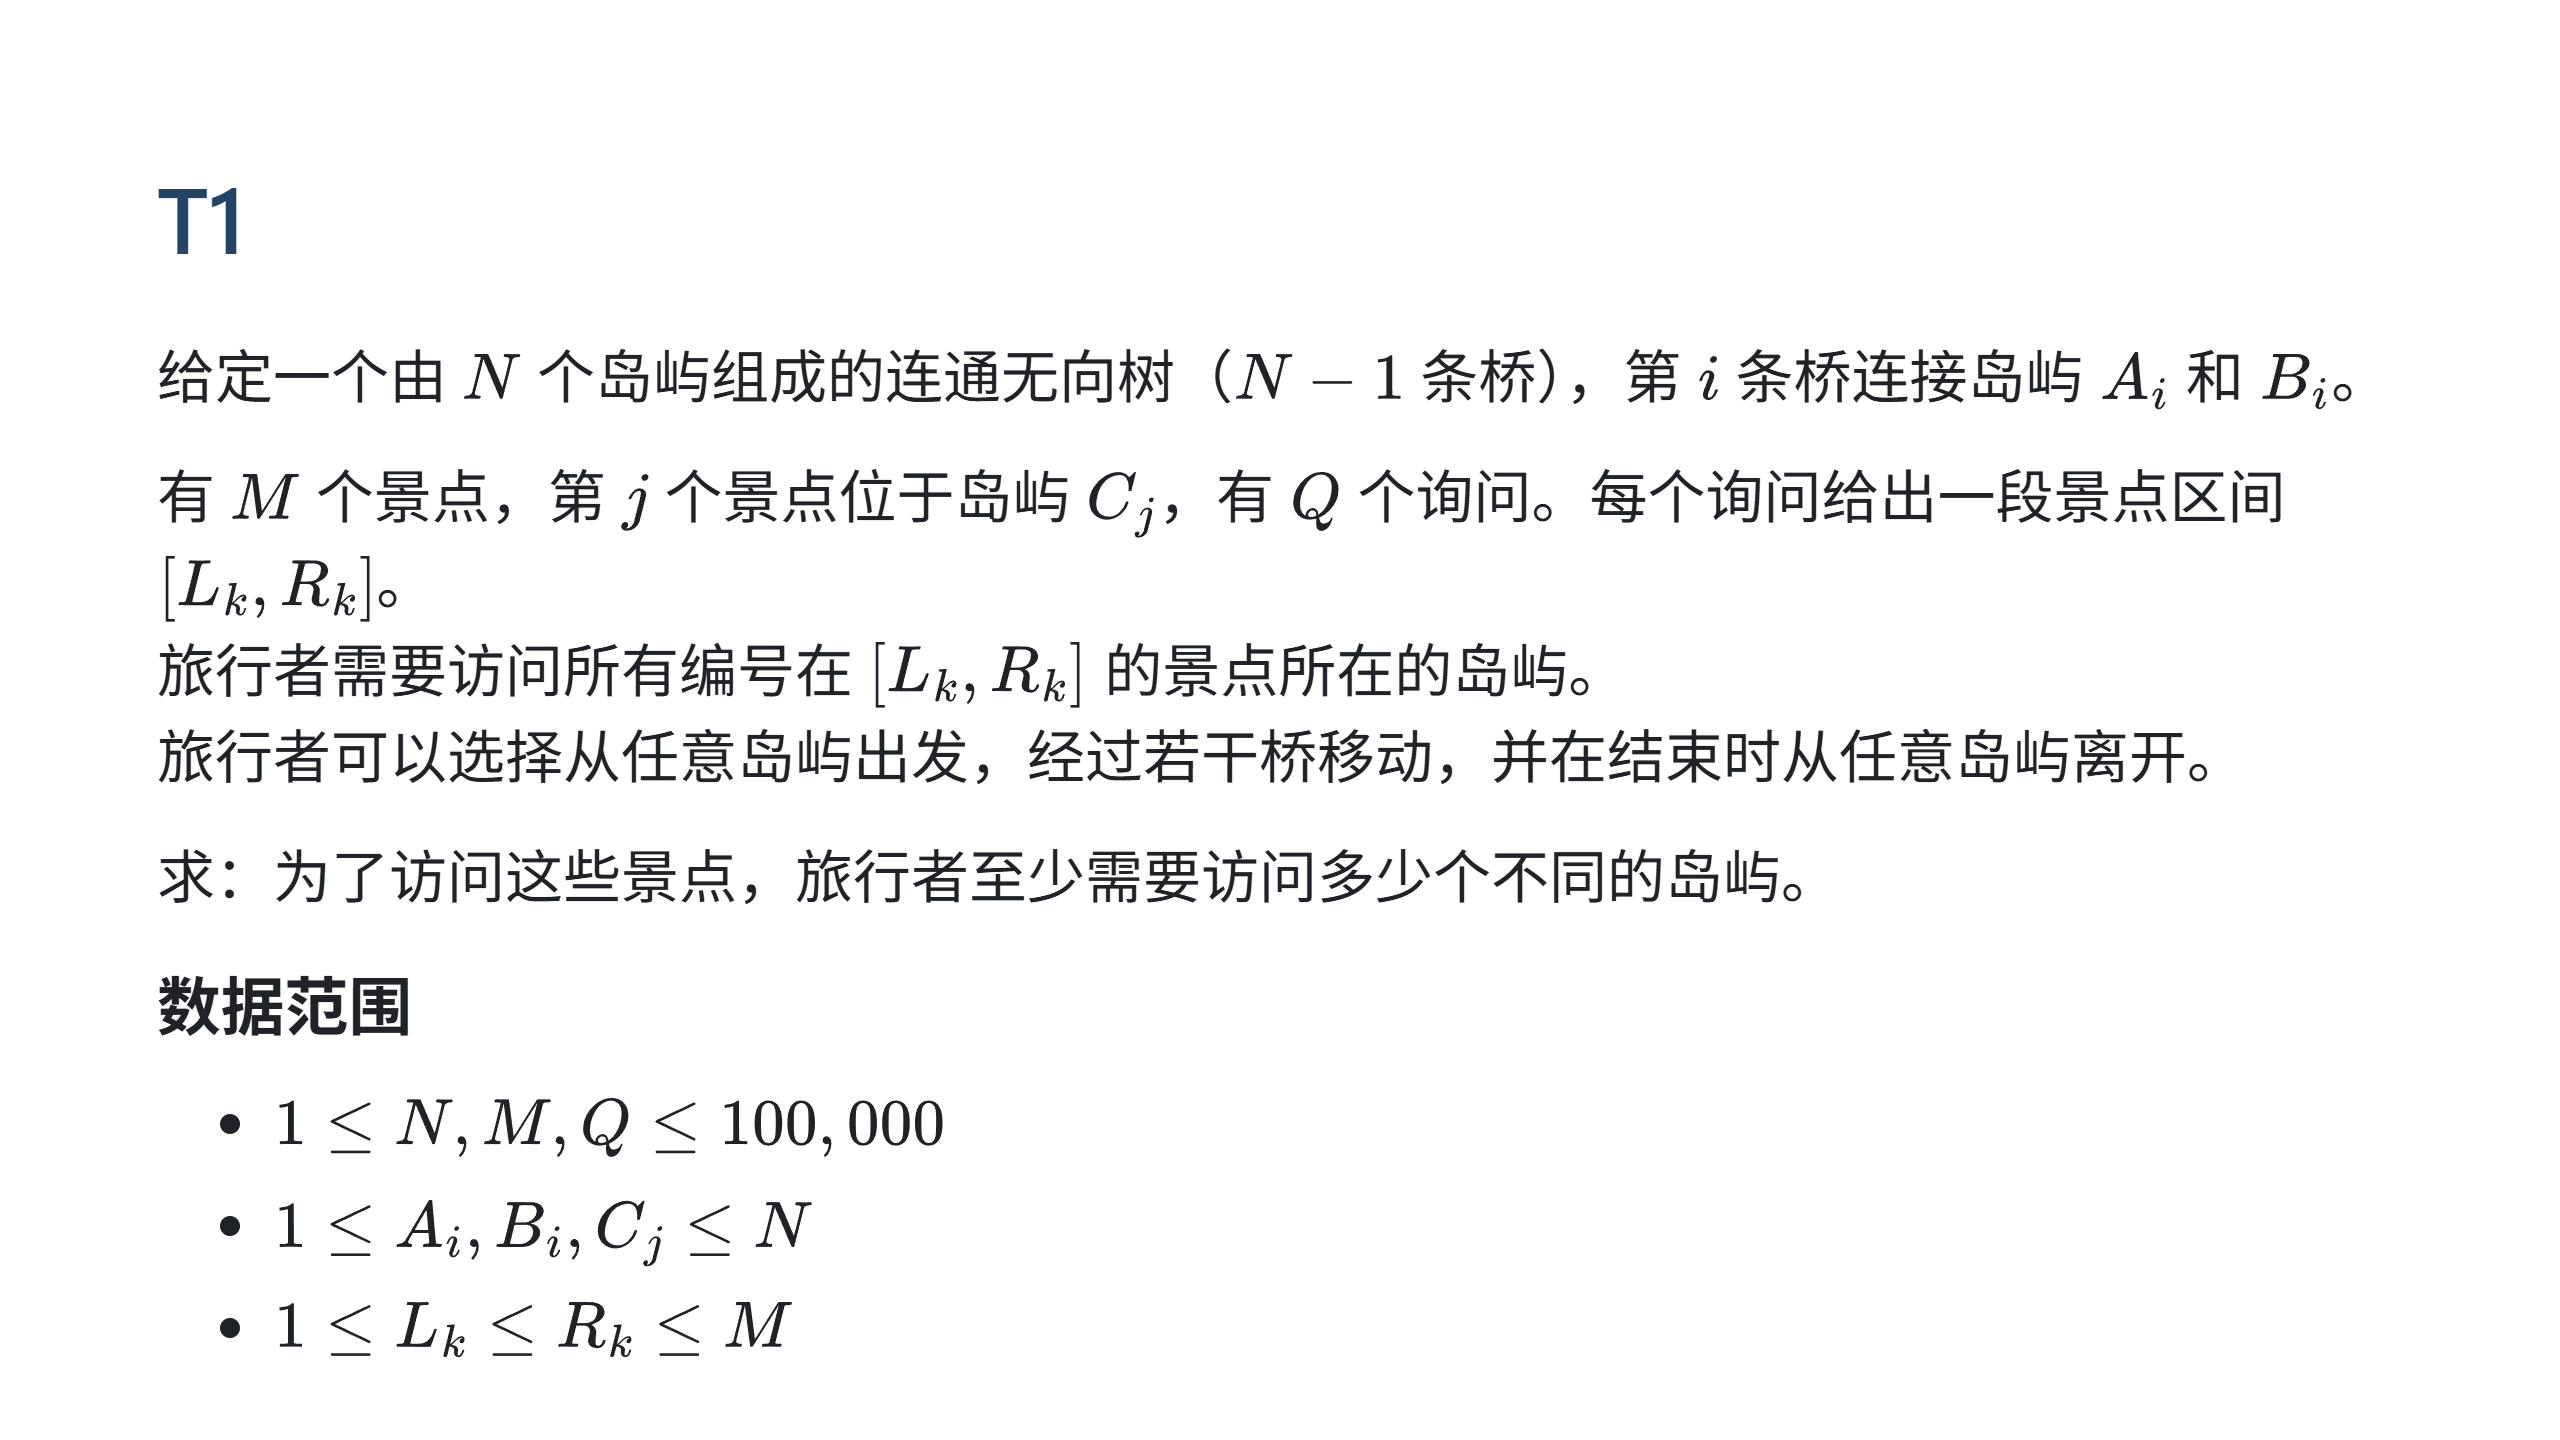 T1
给定一个由 N 个岛屿组成的连通无向树（N − 1 条桥），第 i 条桥连接岛屿 A_i 和 B_i。
有 M 个景点，第 j 个景点位于岛屿 C_j，有 Q 个询问。每个询问给出一段景点区间
[L_k, R_k]。
旅行者需要访问所有编号在 [L_k, R_k] 的景点所在的岛屿。
旅行者可以选择从任意岛屿出发，经过若干桥移动，并在结束时从任意岛屿离开。
求：为了访问这些景点，旅行者至少需要访问多少个不同的岛屿。
数据范围
• 1 ≤ N, M, Q ≤ 100,000
• 1 ≤ A_i, B_i, C_j ≤ N
• 1 ≤ L_k ≤ R_k ≤ M